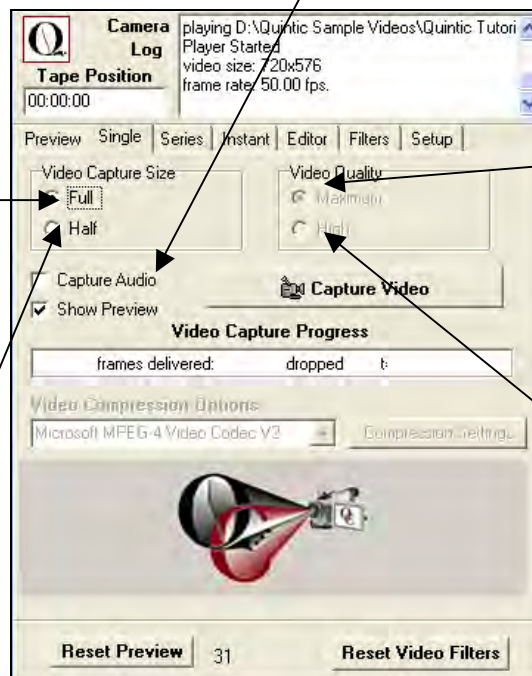 Camera Log
playing D:\Quintic Sample Videos\Quintic Tutori
Player Started
video size: 720x576
frame rate: 50.00 fps.
Tape Position
00:00:00
Preview Single Series Instant Editor Filters Setup
Video Capture Size
Full
Half
Video Quality
Maximum
High
Capture Audio
Show Preview
Capture Video
Video Capture Progress
frames delivered: dropped t:
Video Compression Options
Microsoft MPEG-4 Video Codec V2
Compression Settings
Reset Preview 31 Reset Video Filters